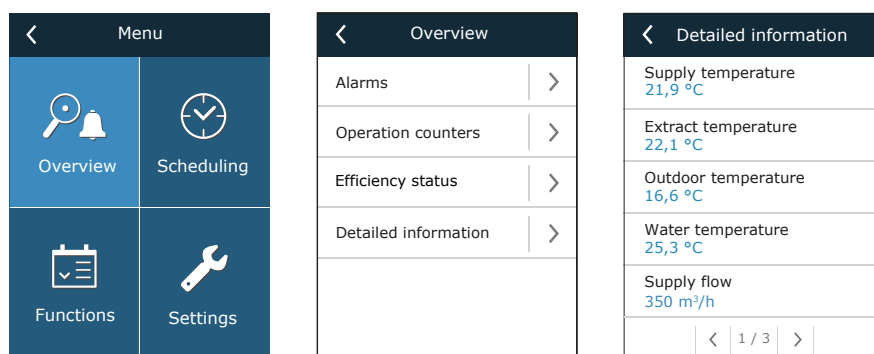 Menu
Overview
Scheduling
Functions
Settings
Overview
Alarms
Operation counters
Efficiency status
Detailed information
Detailed information
Supply temperature
21,9 °C
Extract temperature
22,1 °C
Outdoor temperature
16,6 °C
Water temperature
25,3 °C
Supply flow
350 m³/h
1 / 3